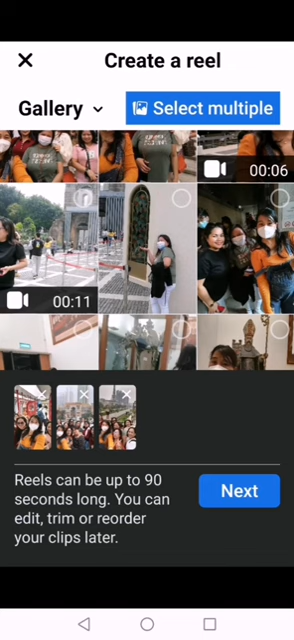 Create a reel
Gallery
Select multiple
00:06
00:11
Reels can be up to 90
seconds long. You can
edit, trim or reorder
your clips later.
Next